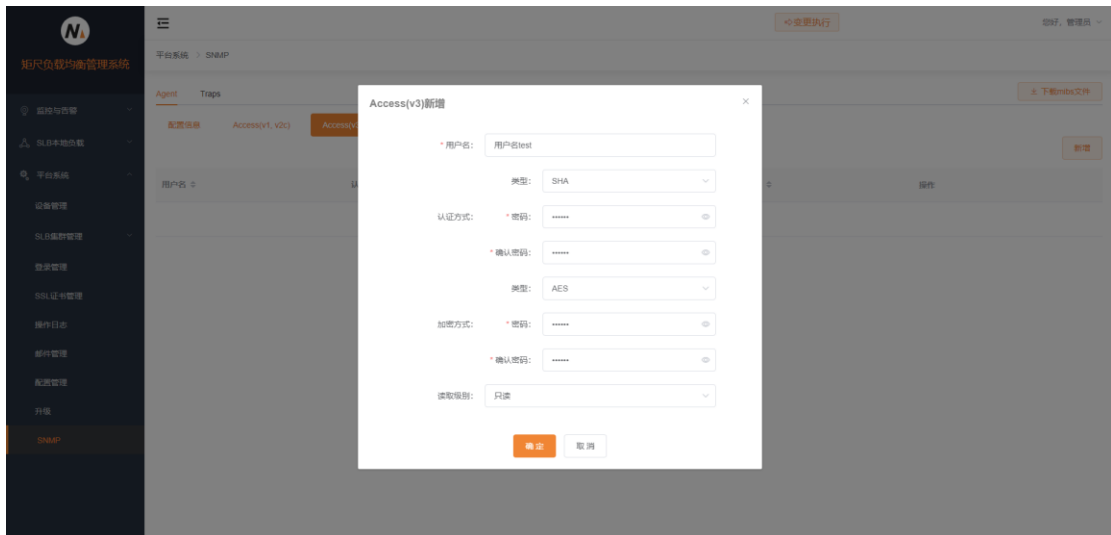 N
变更执行
您好，管理员
矩尺负载均衡管理系统
平台系统 > SNMP
Agent Traps
下载mibs文件
监控与告警
SLB本地负载
平台系统
设备管理
SLB集群管理
登录管理
SSL证书管理
操作日志
邮件管理
配置管理
升级
SNMP
配置信息 Access(v1, v2c) Access(v
新增
用户名
操作
Access(v3)新增
* 用户名: 用户名test
类型: SHA
认证方式: * 密码: ••••••
* 确认密码: ••••••
类型: AES
加密方式: * 密码: ••••••
* 确认密码: ••••••
读取级别: 只读
确定 取消